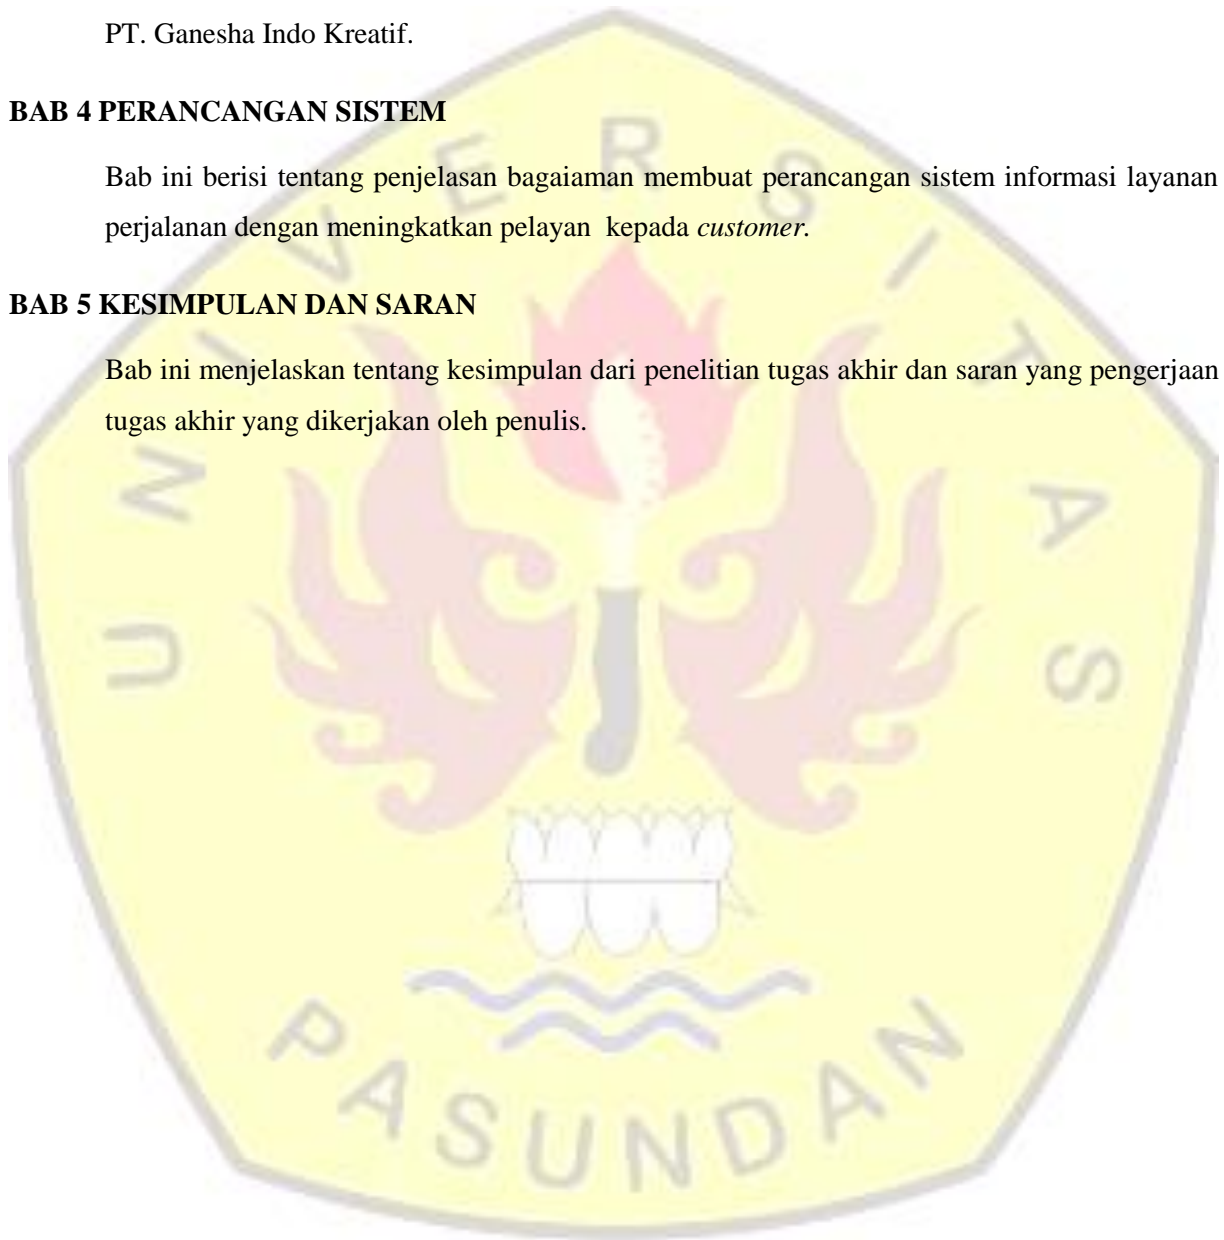 PT. Ganesha Indo Kreatif.
BAB 4 PERANCANGAN SISTEM
Bab ini berisi tentang penjelasan bagaiaman membuat perancangan sistem informasi layanan
perjalanan dengan meningkatkan pelayan  kepada customer.
BAB 5 KESIMPULAN DAN SARAN
Bab ini menjelaskan tentang kesimpulan dari penelitian tugas akhir dan saran yang pengerjaan
tugas akhir yang dikerjakan oleh penulis.
UNIVERSITAS
PASUNDAN